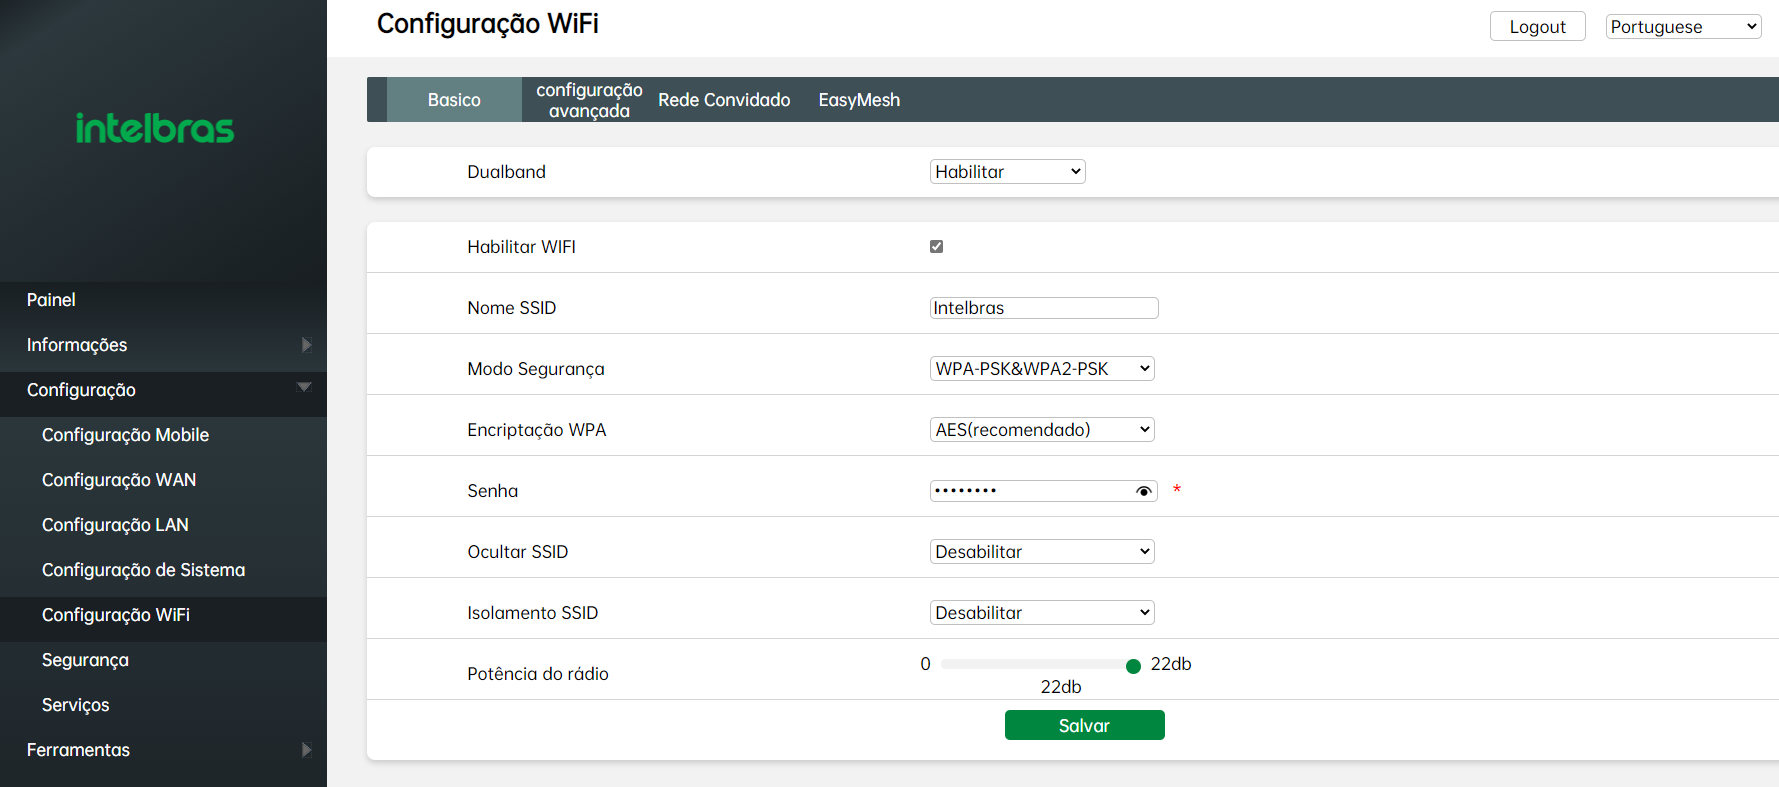 Configuração WiFi
Logout
Portuguese
intelbras
Basico
configuração
avançada
Rede Convidado
EasyMesh
Dualband
Habilitar
Habilitar WIFI
Nome SSID
Intelbras
Modo Segurança
WPA-PSK&WPA2-PSK
Encriptação WPA
AES(recomendado)
Senha
•••••••• *
Ocultar SSID
Desabilitar
Isolamento SSID
Desabilitar
Potência do rádio
0
22db
22db
Salvar
Painel
Informações
Configuração
Configuração Mobile
Configuração WAN
Configuração LAN
Configuração de Sistema
Configuração WiFi
Segurança
Serviços
Ferramentas